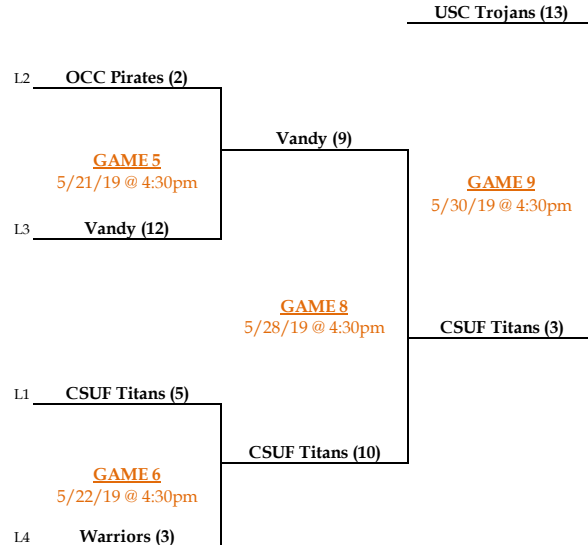 USC Trojans (13)
L2 OCC Pirates (2)
Vandy (9)
GAME 5
5/21/19 @ 4:30pm
GAME 9
5/30/19 @ 4:30pm
L3 Vandy (12)
GAME 8
5/28/19 @ 4:30pm
CSUF Titans (3)
L1 CSUF Titans (5)
CSUF Titans (10)
GAME 6
5/22/19 @ 4:30pm
L4 Warriors (3)